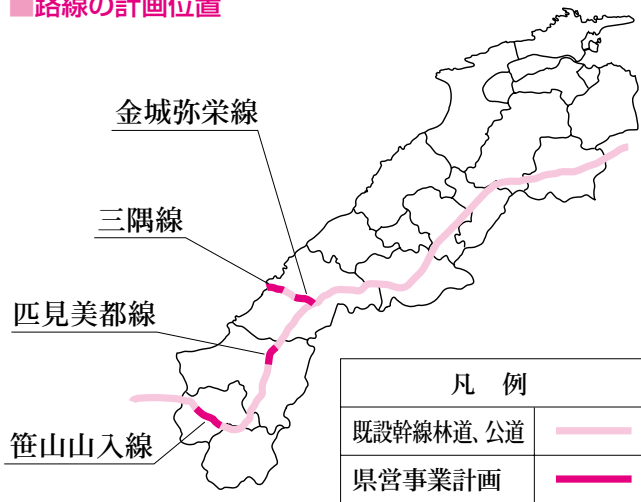 ■路線の計画位置
金城弥栄線
三隅線
匹見美都線
笹山山入線
凡 例
既設幹線林道、公道
県営事業計画